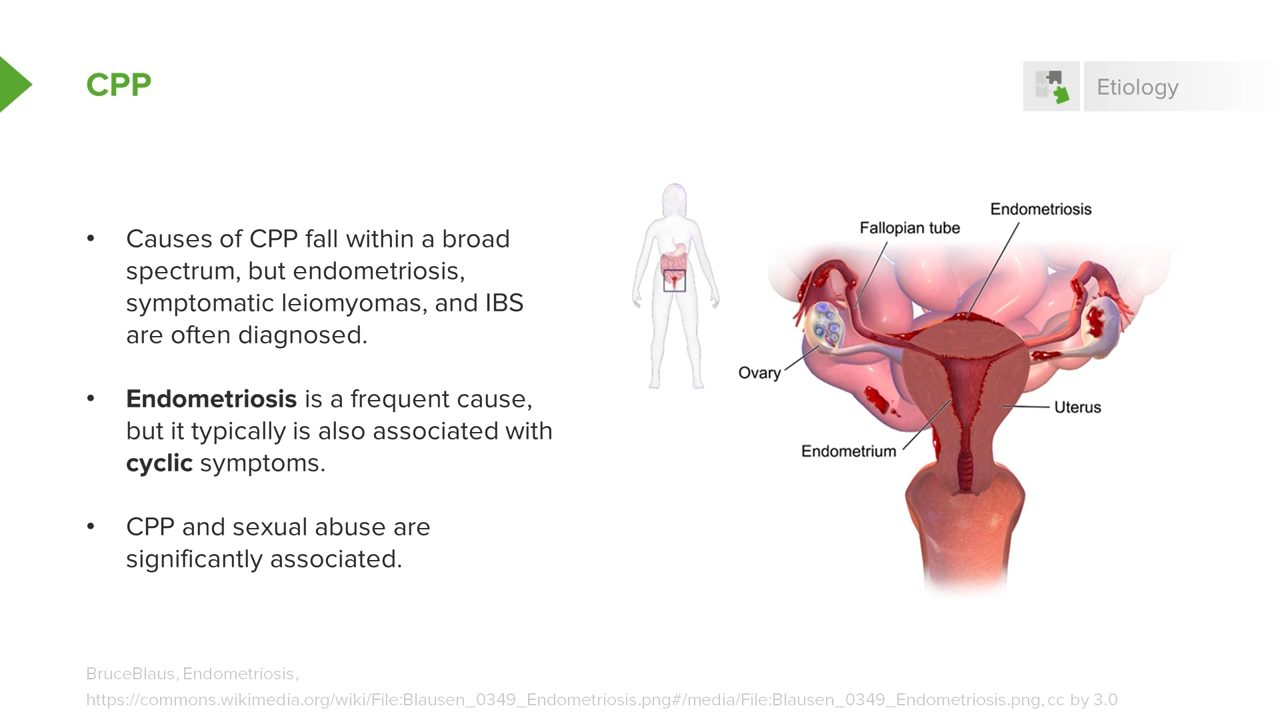 CPP
Etiology
• Causes of CPP fall within a broad
spectrum, but endometriosis,
symptomatic leiomyomas, and IBS
are often diagnosed.
• Endometriosis is a frequent cause,
but it typically is also associated with
cyclic symptoms.
• CPP and sexual abuse are
significantly associated.
Endometriosis
Fallopian tube
Ovary
Uterus
Endometrium
BruceBlaus, Endometriosis,
https://commons.wikimedia.org/wiki/File:Blausen_0349_Endometriosis.png#/media/File:Blausen_0349_Endometriosis.png, cc by 3.0